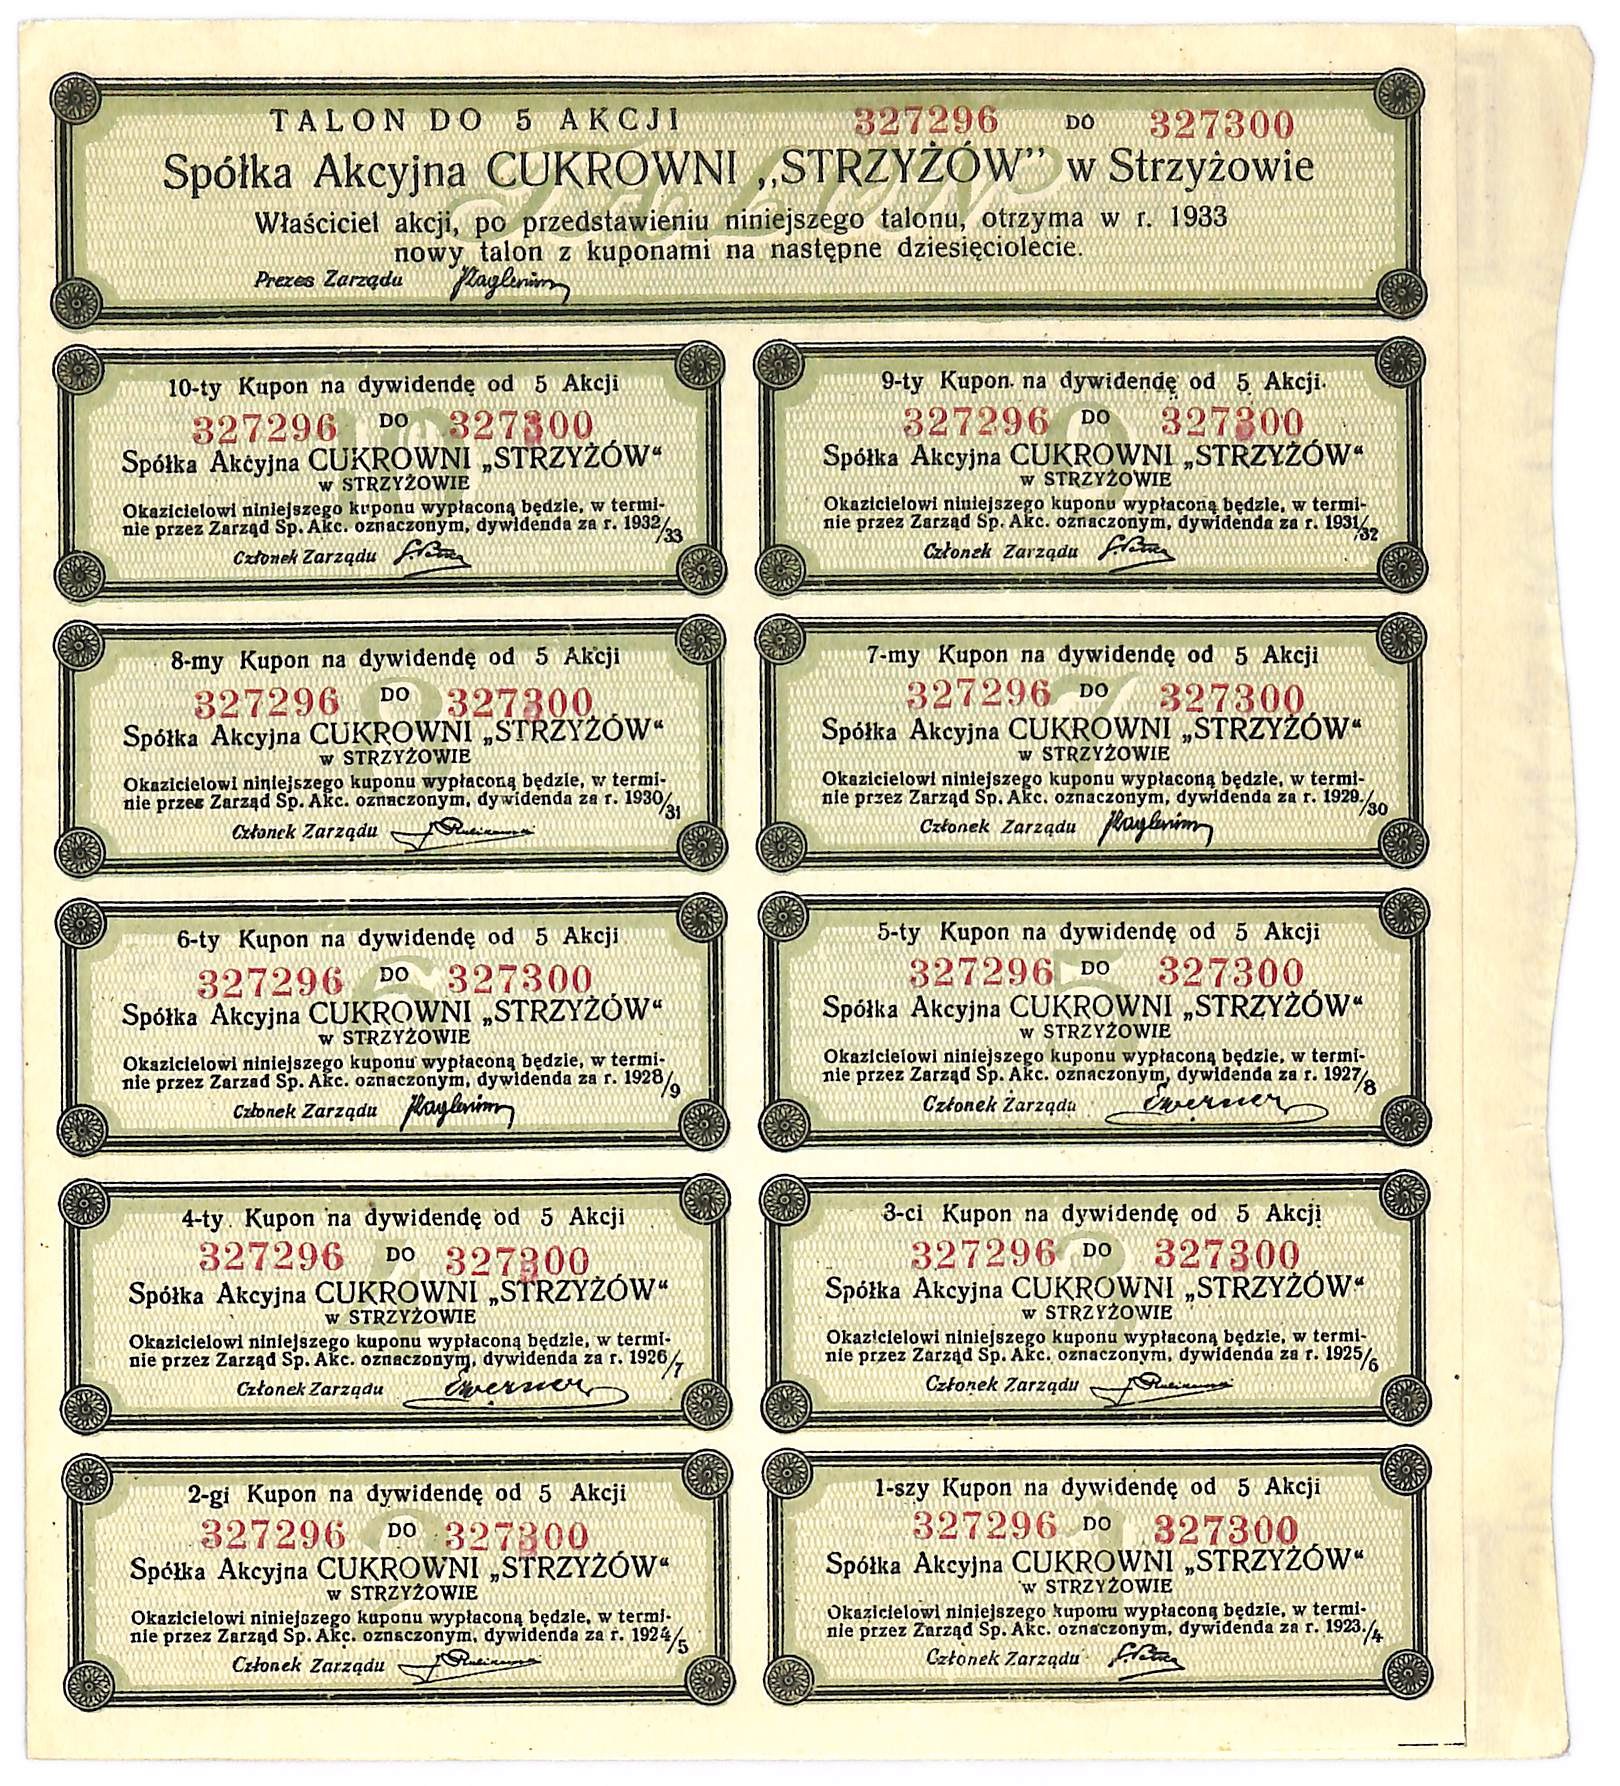 TALON DO 5 AKCJI 327296 DO 327300
Spółka Akcyjna CUKROWNI „STRZYŻÓW” w Strzyżowie
Właściciel akcji, po przedstawieniu niniejszego talonu, otrzyma w r. 1933
nowy talon z kuponami na następne dziesięciolecie.
Prezes Zarządu
10-ty Kupon na dywidendę od 5 Akcji
327296 DO 327300
Spółka Akcyjna CUKROWNI „STRZYŻÓW“
w STRZYŻOWIE
Okazicielowi niniejszego kuponu wypłaconą będzie, w termi-
nie przez Zarząd Sp. Akc. oznaczonym, dywidenda za r. 1932/33
Członek Zarządu
9-ty Kupon na dywidendę od 5 Akcji
327296 DO 327300
Spółka Akcyjna CUKROWNI „STRZYŻÓW“
w STRZYŻOWIE
Okazicielowi niniejszego kuponu wypłaconą będzie, w termi-
nie przez Zarząd Sp. Akc. oznaczonym, dywidenda za r. 1931/32
Członek Zarządu
8-my Kupon na dywidendę od 5 Akcji
327296 DO 327300
Spółka Akcyjna CUKROWNI „STRZYŻÓW“
w STRZYŻOWIE
Okazicielowi niniejszego kuponu wypłaconą będzie, w termi-
nie przez Zarząd Sp. Akc. oznaczonym, dywidenda za r. 1930/31
Członek Zarządu
7-my Kupon na dywidendę od 5 Akcji
327296 DO 327300
Spółka Akcyjna CUKROWNI „STRZYŻÓW“
w STRZYŻOWIE
Okazicielowi niniejszego kuponu wypłaconą będzie, w termi-
nie przez Zarząd Sp. Akc. oznaczonym, dywidenda za r. 1929/30
Członek Zarządu
6-ty Kupon na dywidendę od 5 Akcji
327296 DO 327300
Spółka Akcyjna CUKROWNI „STRZYŻÓW“
w STRZYŻOWIE
Okazicielowi niniejszego kuponu wypłaconą będzie, w termi-
nie przez Zarzad Sp. Akc. oznaczonym, dywidenda za r. 1928/9
Członek Zarządu
5-ty Kupon na dywidendę od 5 Akcji
327296 DO 327300
Spółka Akcyjna CUKROWNI „STRZYŻÓW“
w STRZYŻOWIE
Okazicielowi niniejszego kuponu wypłaconą będzie, w termi-
nie przez Zarząd Sp. Akc. oznaczonym, dywidenda za r. 1927/8
Członek Zarządu
4-ty Kupon na dywidendę od 5 Akcji
327296 DO 327300
Spółka Akcyjna CUKROWNI „STRZYŻÓW“
w STRZYŻOWIE
Okazicielowi niniejszego kuponu wypłaconą będzie, w termi-
nie przez Zarząd Sp. Akc. oznaczonym, dywidenda za r. 1926/7
Członek Zarządu
3-ci Kupon na dywidendę od 5 Akcji
327296 DO 327300
Spółka Akcyjna CUKROWNI „STRZYŻÓW“
w STRZYŻOWIE
Okazicielowi niniejszego kuponu wypłaconą będzie, w termi-
nie przez Zarząd Sp. Akc. oznaczonym, dywidenda za r. 1925/6
Członek Zarządu
2-gi Kupon na dywidendę od 5 Akcji
327296 DO 327300
Spółka Akcyjna CUKROWNI „STRZYŻÓW“
w STRZYŻOWIE
Okazicielowi niniejszego kuponu wypłaconą będzie, w termi-
nie przez Zarząd Sp. Akc. oznaczonym, dywidenda za r. 1924/5
Członek Zarządu
1-szy Kupon na dywidendę od 5 Akcji
327296 DO 327300
Spółka Akcyjna CUKROWNI „STRZYŻÓW“
w STRZYŻOWIE
Okazicielowi niniejszego kuponu wypłaconą będzie, w termi-
nie przez Zarząd Sp. Akc. oznaczonym, dywidenda za r. 1923/4
Członek Zarządu